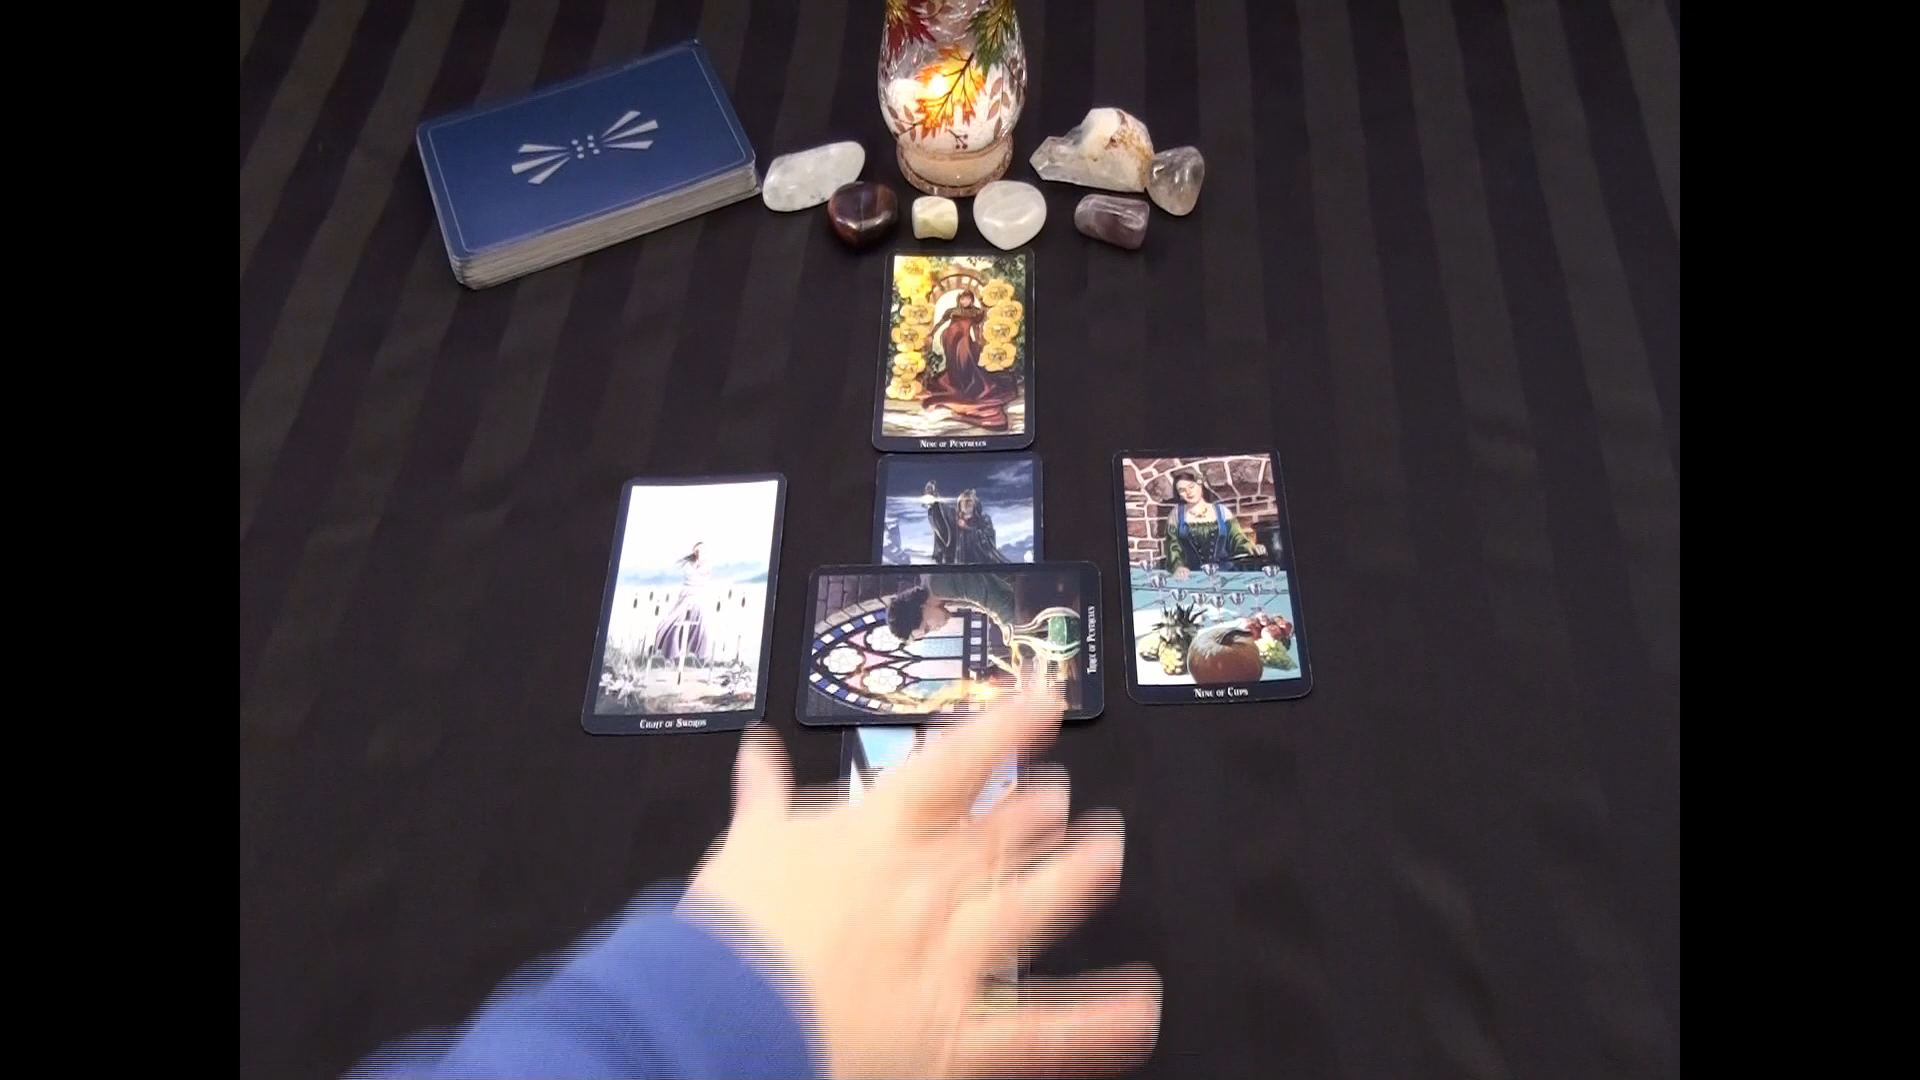 Nine of Pentacles
Eight of Swords
Three of Pentacles
Nine of Cups